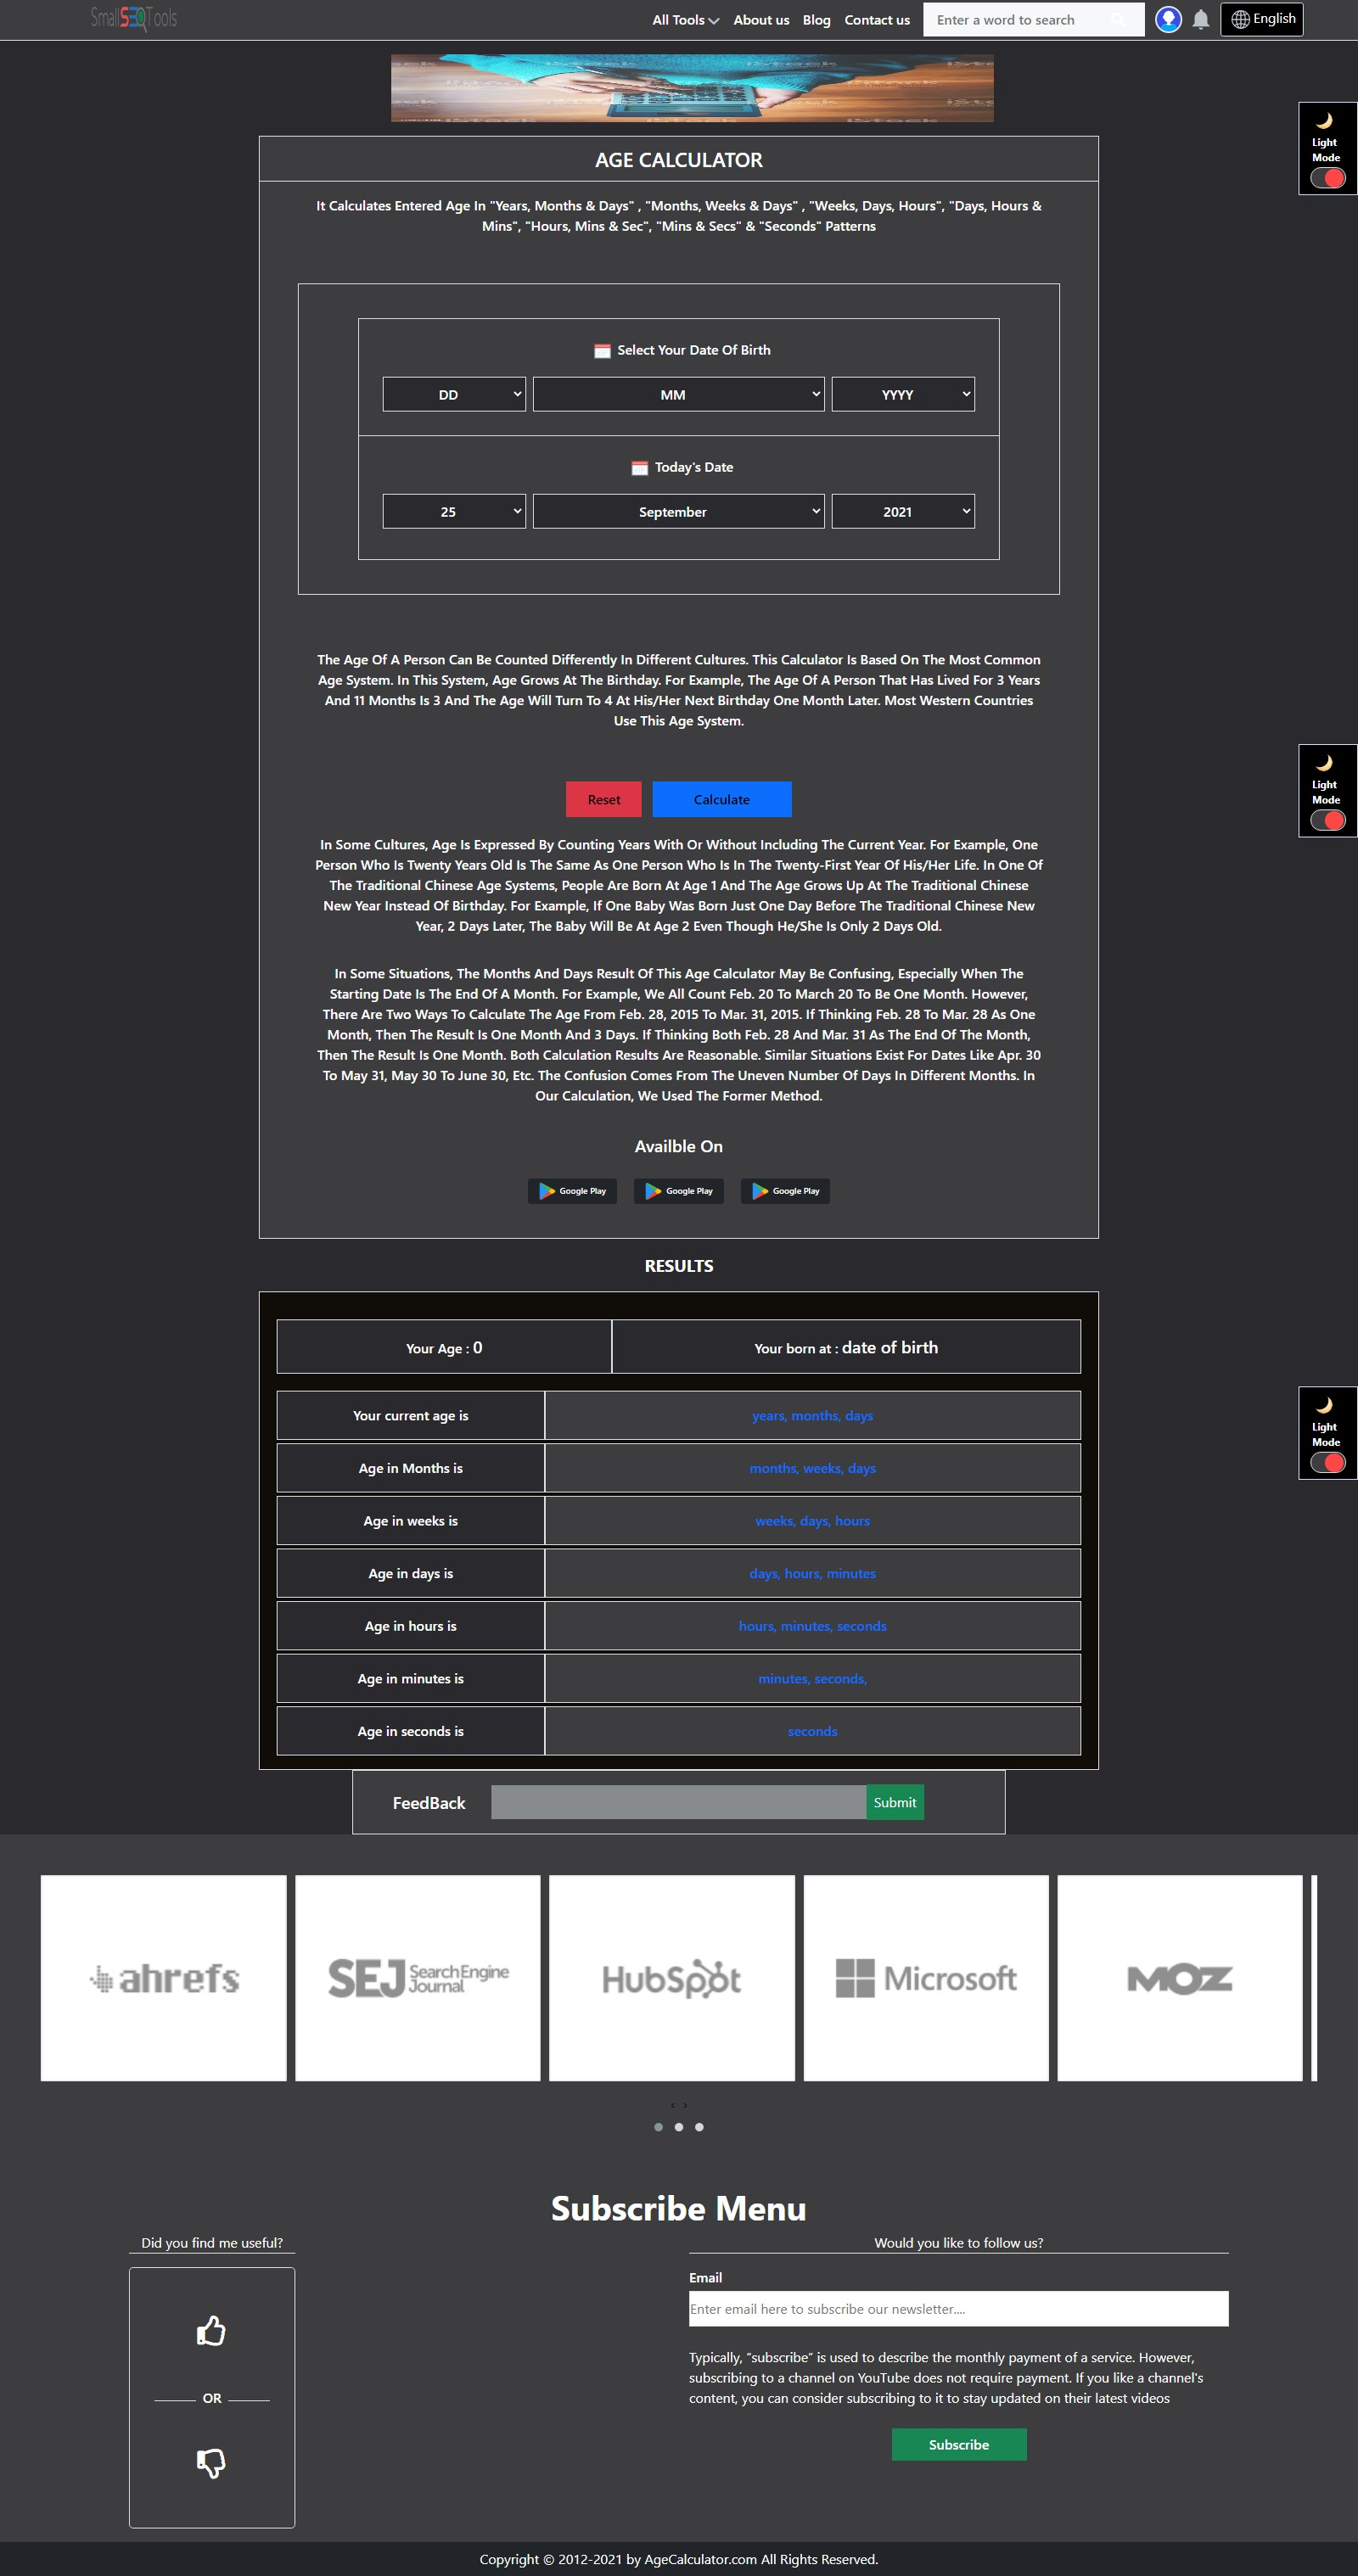 SmallSEOTools
All Tools
About us
Blog
Contact us
Enter a word to search
English
Light
Mode
AGE CALCULATOR
It Calculates Entered Age In "Years, Months & Days" , "Months, Weeks & Days" , "Weeks, Days, Hours", "Days, Hours &
Mins", "Hours, Mins & Sec", "Mins & Secs" & "Seconds" Patterns
Select Your Date Of Birth
DD
MM
YYYY
Today's Date
25
September
2021
The Age Of A Person Can Be Counted Differently In Different Cultures. This Calculator Is Based On The Most Common
Age System. In This System, Age Grows At The Birthday. For Example, The Age Of A Person That Has Lived For 3 Years
And 11 Months Is 3 And The Age Will Turn To 4 At His/Her Next Birthday One Month Later. Most Western Countries
Use This Age System.
Light
Mode
Reset
Calculate
In Some Cultures, Age Is Expressed By Counting Years With Or Without Including The Current Year. For Example, One
Person Who Is Twenty Years Old Is The Same As One Person Who Is In The Twenty-First Year Of His/Her Life. In One Of
The Traditional Chinese Age Systems, People Are Born At Age 1 And The Age Grows Up At The Traditional Chinese
New Year Instead Of Birthday. For Example, If One Baby Was Born Just One Day Before The Traditional Chinese New
Year, 2 Days Later, The Baby Will Be At Age 2 Even Though He/She Is Only 2 Days Old.
In Some Situations, The Months And Days Result Of This Age Calculator May Be Confusing, Especially When The
Starting Date Is The End Of A Month. For Example, We All Count Feb. 20 To March 20 To Be One Month. However,
There Are Two Ways To Calculate The Age From Feb. 28, 2015 To Mar. 31, 2015. If Thinking Feb. 28 To Mar. 28 As One
Month, Then The Result Is One Month And 3 Days. If Thinking Both Feb. 28 And Mar. 31 As The End Of The Month,
Then The Result Is One Month. Both Calculation Results Are Reasonable. Similar Situations Exist For Dates Like Apr. 30
To May 31, May 30 To June 30, Etc. The Confusion Comes From The Uneven Number Of Days In Different Months. In
Our Calculation, We Used The Former Method.
Availble On
Google Play
Google Play
Google Play
RESULTS
Your Age : 0
Your born at : date of birth
Your current age is
years, months, days
Light
Mode
Age in Months is
months, weeks, days
Age in weeks is
weeks, days, hours
Age in days is
days, hours, minutes
Age in hours is
hours, minutes, seconds
Age in minutes is
minutes, seconds,
Age in seconds is
seconds
FeedBack
Submit
ahrefs
SEJ Search Engine
Journal
HubSpot
Microsoft
MOZ
‹ ›
Subscribe Menu
Did you find me useful?
OR
Would you like to follow us?
Email
Enter email here to subscribe our newsletter....
Typically, “subscribe” is used to describe the monthly payment of a service. However,
subscribing to a channel on YouTube does not require payment. If you like a channel's
content, you can consider subscribing to it to stay updated on their latest videos
Subscribe
Copyright © 2012-2021 by AgeCalculator.com All Rights Reserved.